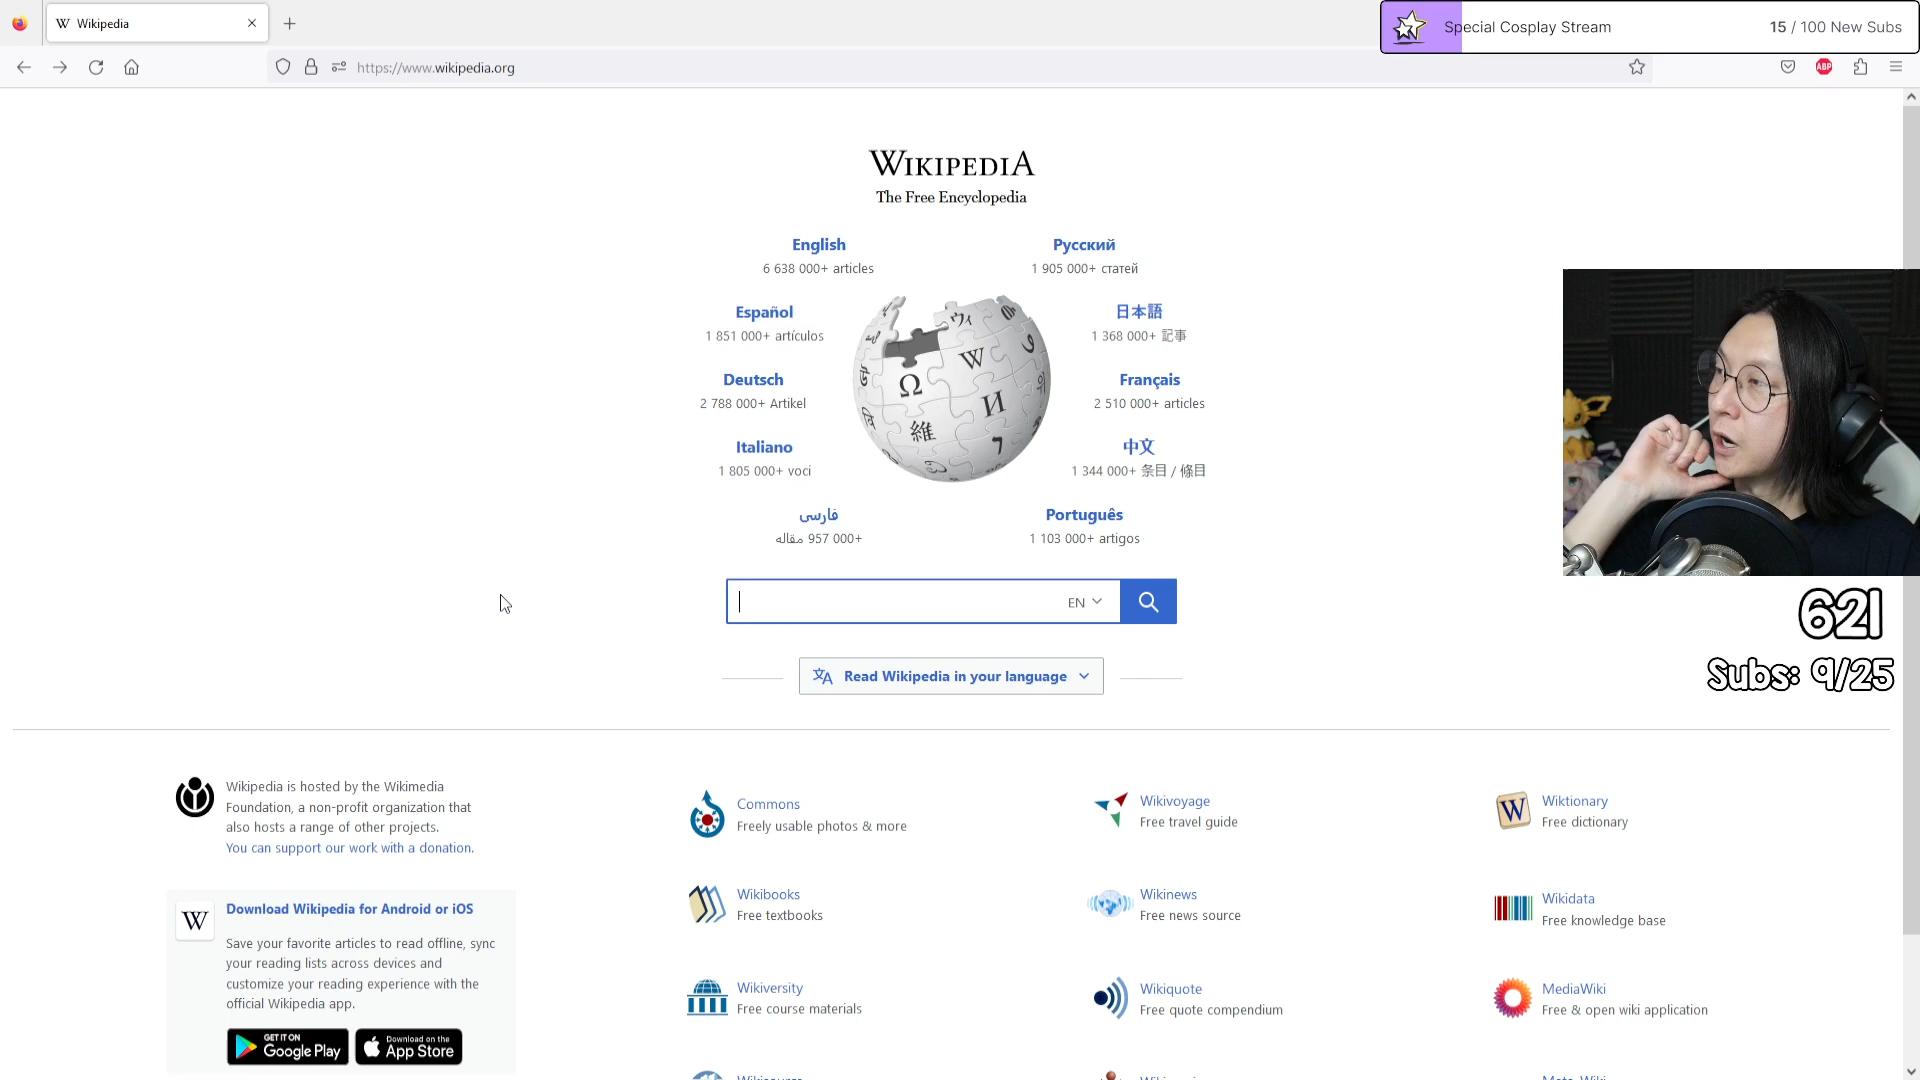 Wikipedia
Special Cosplay Stream
15 / 100 New Subs
https://www.wikipedia.org
ABP
WIKIPEDIA
The Free Encyclopedia
English
6 638 000+ articles
Русский
1 905 000+ статей
Español
1 851 000+ artículos
日本語
1 368 000+ 記事
Deutsch
2 788 000+ Artikel
Français
2 510 000+ articles
Italiano
1 805 000+ voci
中文
1 344 000+ 条目 / 條目
فارسی
۹57 000+ مقاله
Português
1 103 000+ artigos
EN
Read Wikipedia in your language
621
Subs: 9/25
Wikipedia is hosted by the Wikimedia
Foundation, a non-profit organization that
also hosts a range of other projects.
You can support our work with a donation.
Download Wikipedia for Android or iOS
Save your favorite articles to read offline, sync
your reading lists across devices and
customize your reading experience with the
official Wikipedia app.
GET IT ON
Google Play
Download on the
App Store
Commons
Freely usable photos & more
Wikivoyage
Free travel guide
Wiktionary
Free dictionary
Wikibooks
Free textbooks
Wikinews
Free news source
Wikidata
Free knowledge base
Wikiversity
Free course materials
Wikiquote
Free quote compendium
MediaWiki
Free & open wiki application